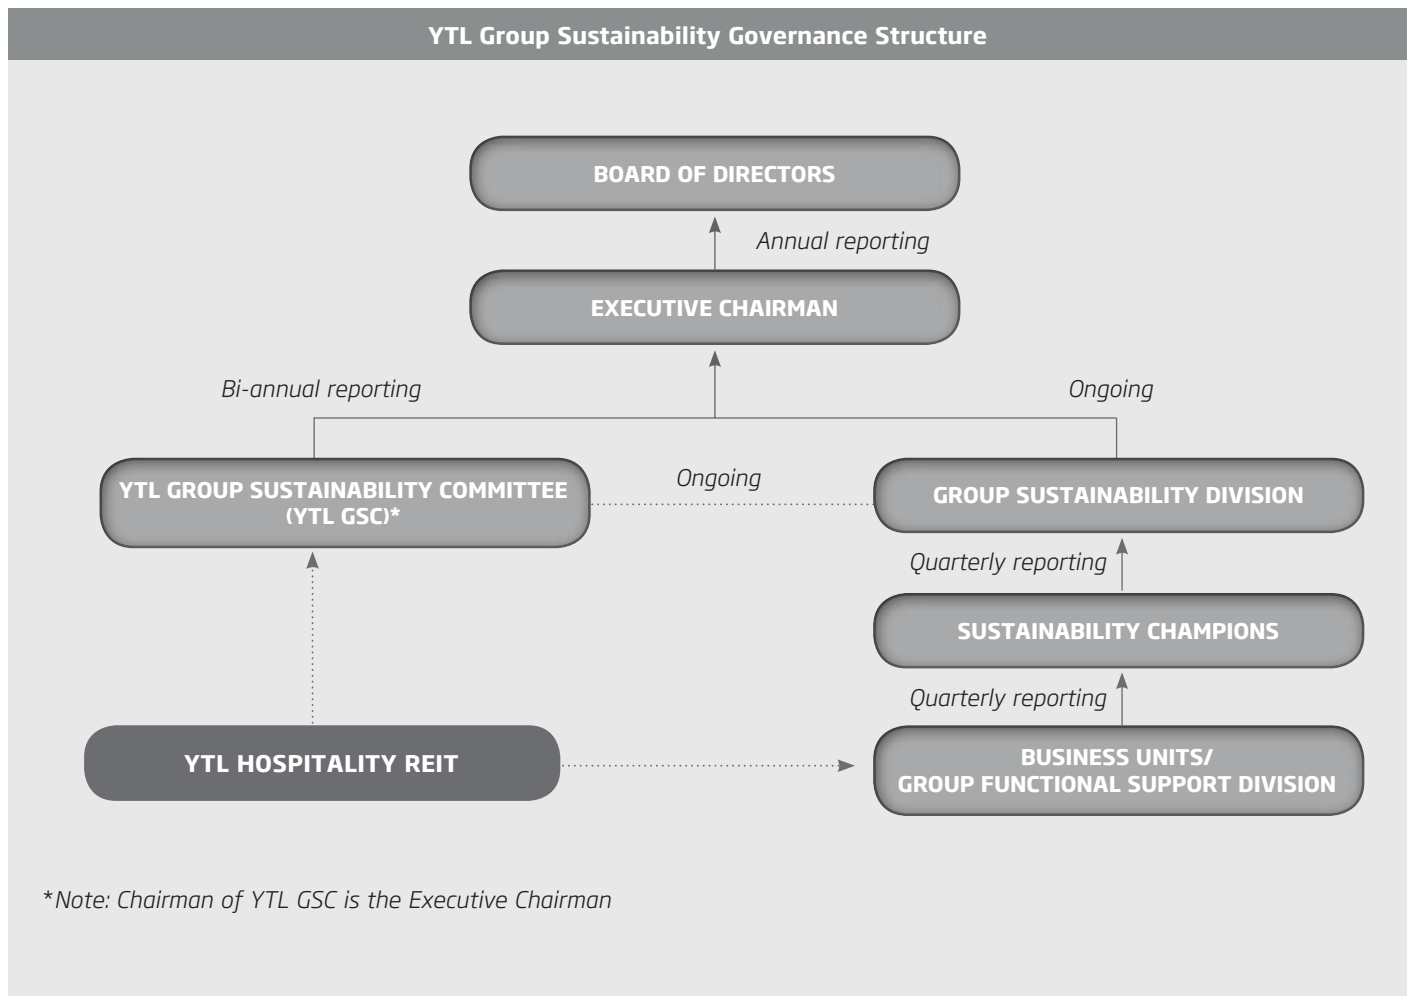 YTL Group Sustainability Governance Structure
BOARD OF DIRECTORS
Annual reporting
EXECUTIVE CHAIRMAN
Bi-annual reporting
Ongoing
YTL GROUP SUSTAINABILITY COMMITTEE
(YTL GSC)*
Ongoing
GROUP SUSTAINABILITY DIVISION
Quarterly reporting
SUSTAINABILITY CHAMPIONS
Quarterly reporting
YTL HOSPITALITY REIT
BUSINESS UNITS/
GROUP FUNCTIONAL SUPPORT DIVISION
*Note: Chairman of YTL GSC is the Executive Chairman